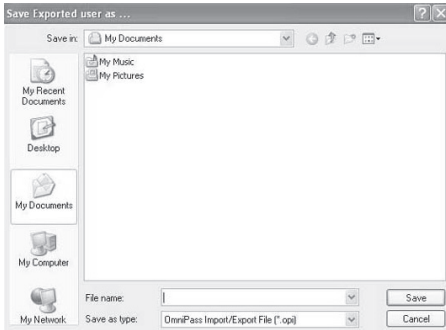 Save Exported user as ...
Save in:
My Documents
My Music
My Pictures
My Recent
Documents
Desktop
My Documents
My Computer
My Network
File name:
Save
Save as type:
OmniPass Import/Export File (*.opi)
Cancel